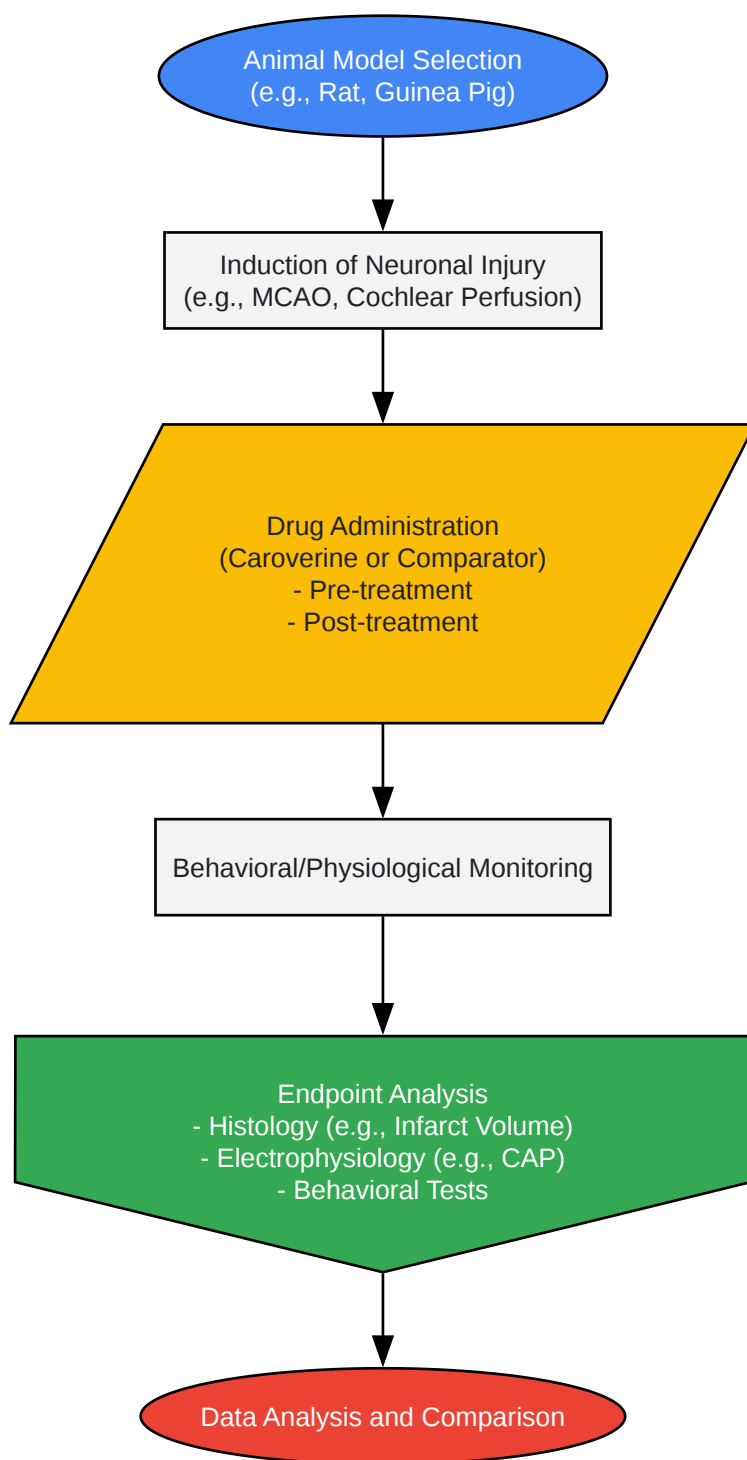 Animal Model Selection
(e.g., Rat, Guinea Pig)
Induction of Neuronal Injury
(e.g., MCAO, Cochlear Perfusion)
Drug Administration
(Caroverine or Comparator)
- Pre-treatment
- Post-treatment
Behavioral/Physiological Monitoring
Endpoint Analysis
- Histology (e.g., Infarct Volume)
- Electrophysiology (e.g., CAP)
- Behavioral Tests
Data Analysis and Comparison